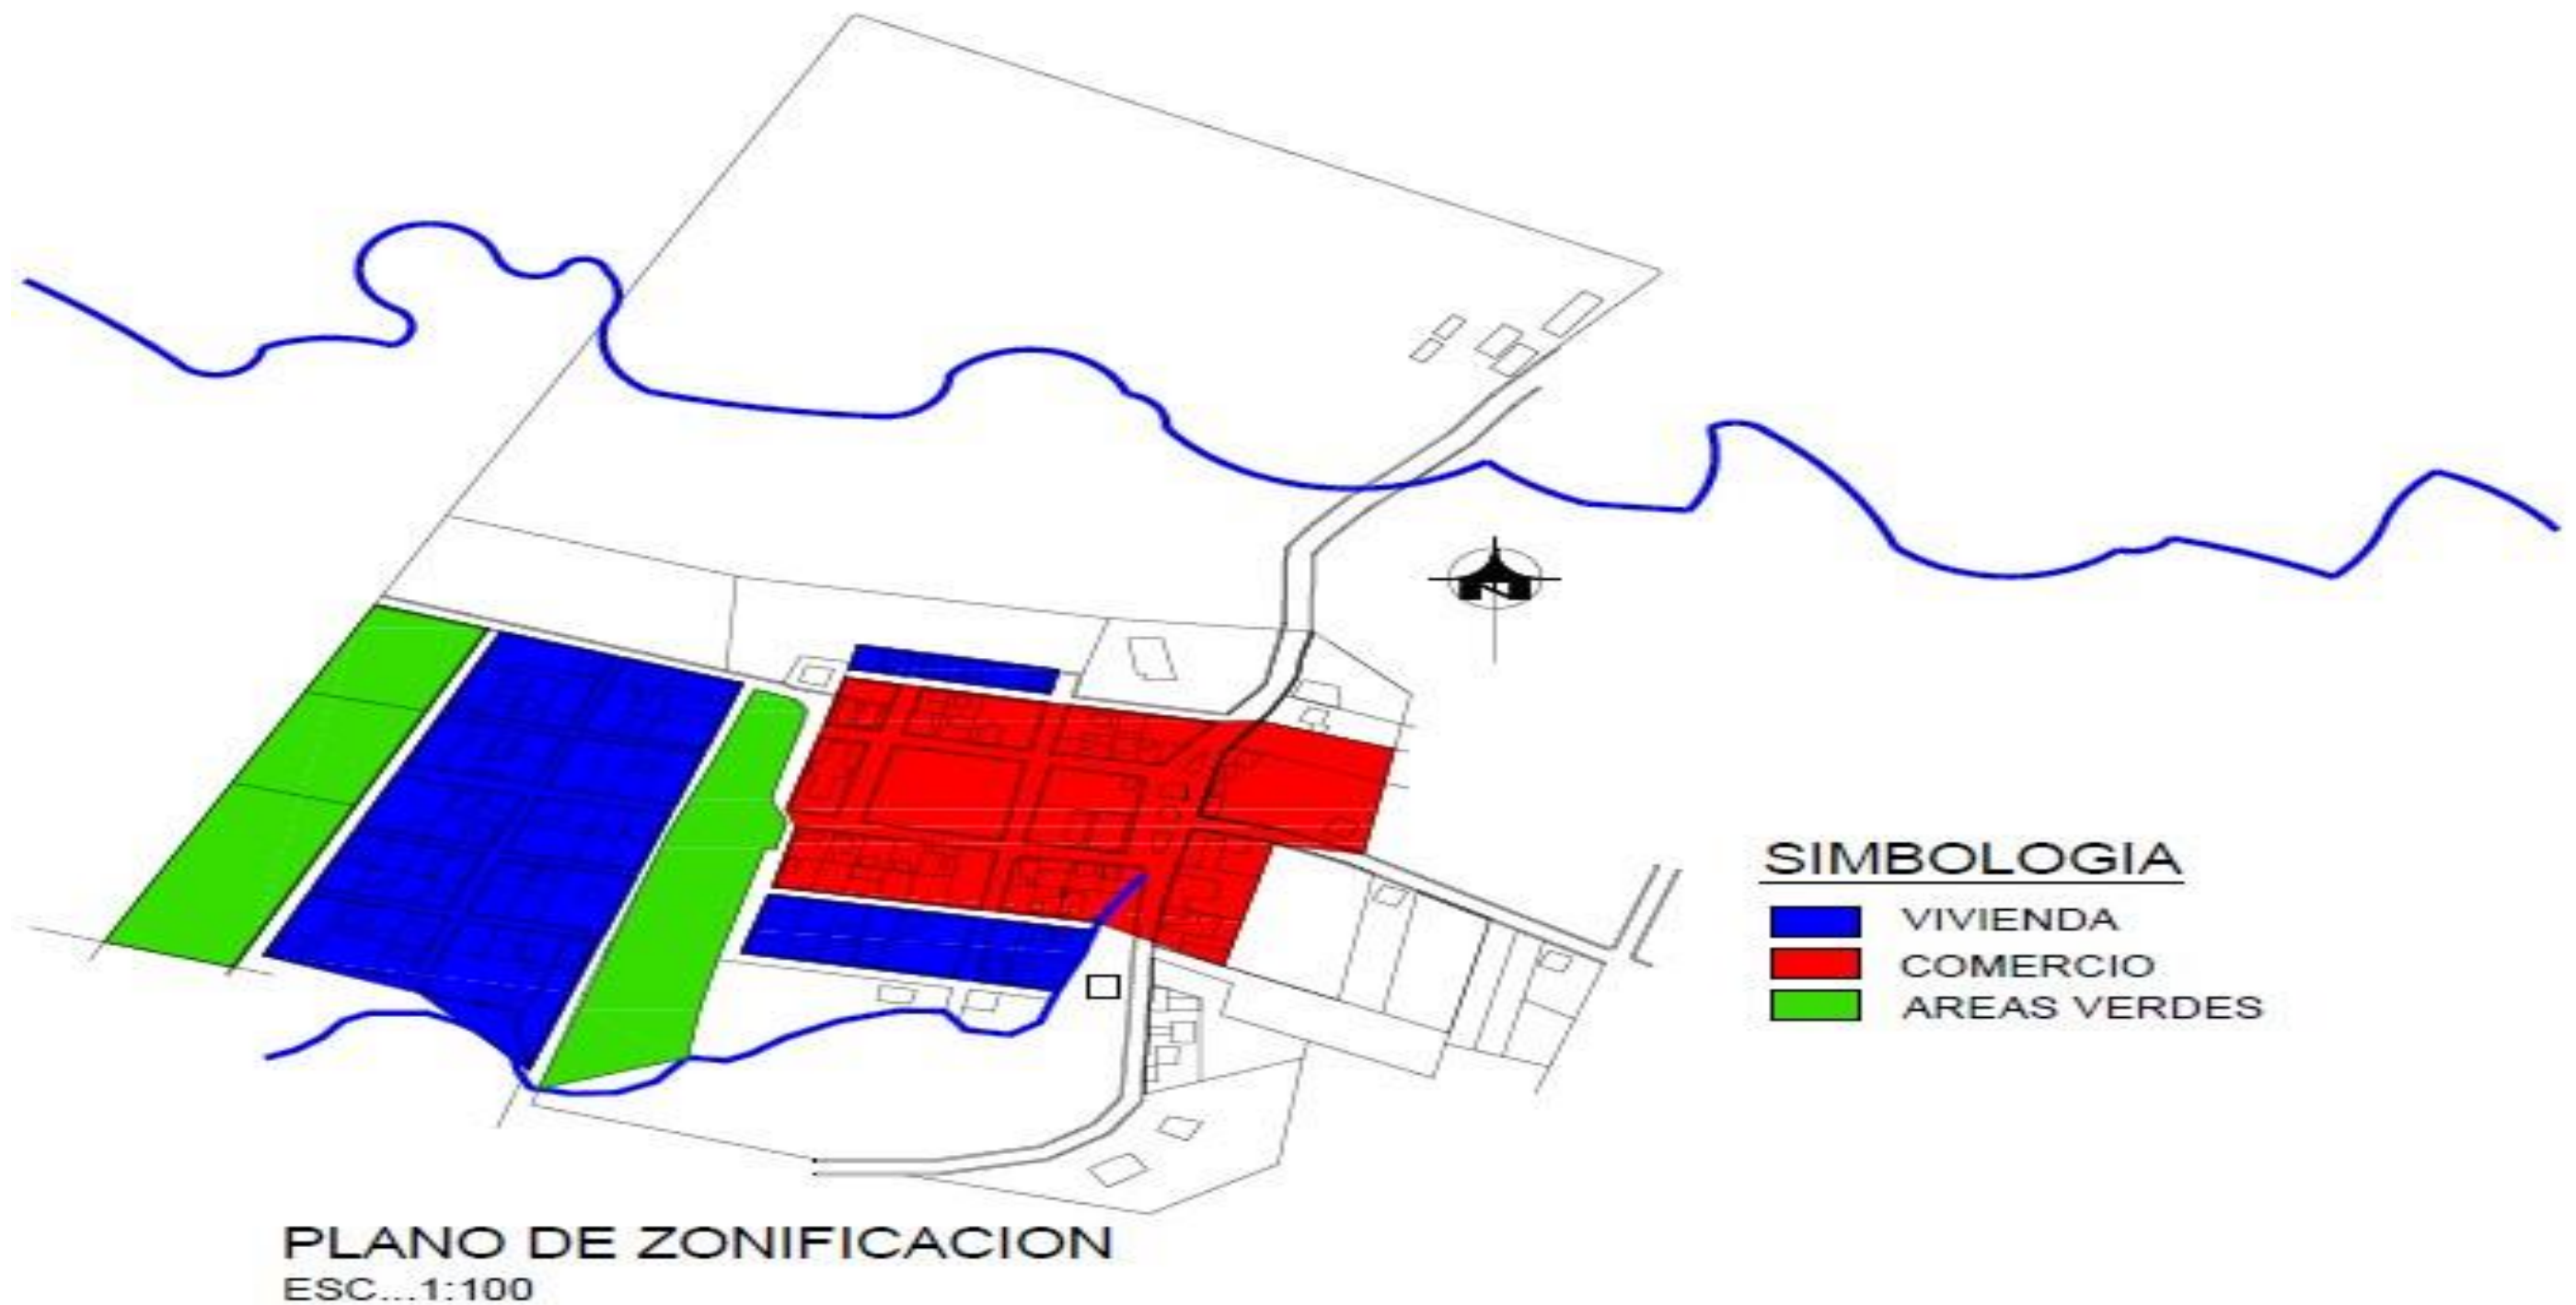 SIMBOLOGIA
VIVIENDA
COMERCIO
AREAS VERDES
PLANO DE ZONIFICACION
ESC...1:100